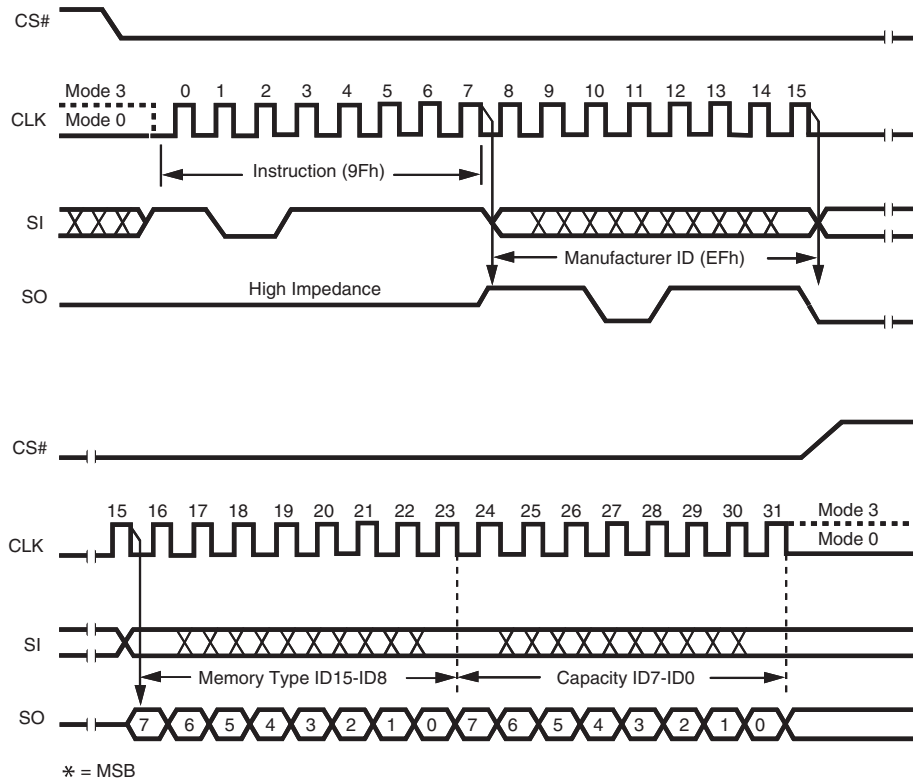 CS#
Mode 3
CLK
Mode 0
0 1 2 3 4 5 6 7 8 9 10 11 12 13 14 15
Instruction (9Fh)
SI
Manufacturer ID (EFh)
High Impedance
SO
CS#
15 16 17 18 19 20 21 22 23 24 25 26 27 28 29 30 31
Mode 3
CLK
Mode 0
SI
Memory Type ID15-ID8
Capacity ID7-ID0
SO
7 6 5 4 3 2 1 0 7 6 5 4 3 2 1 0
* = MSB